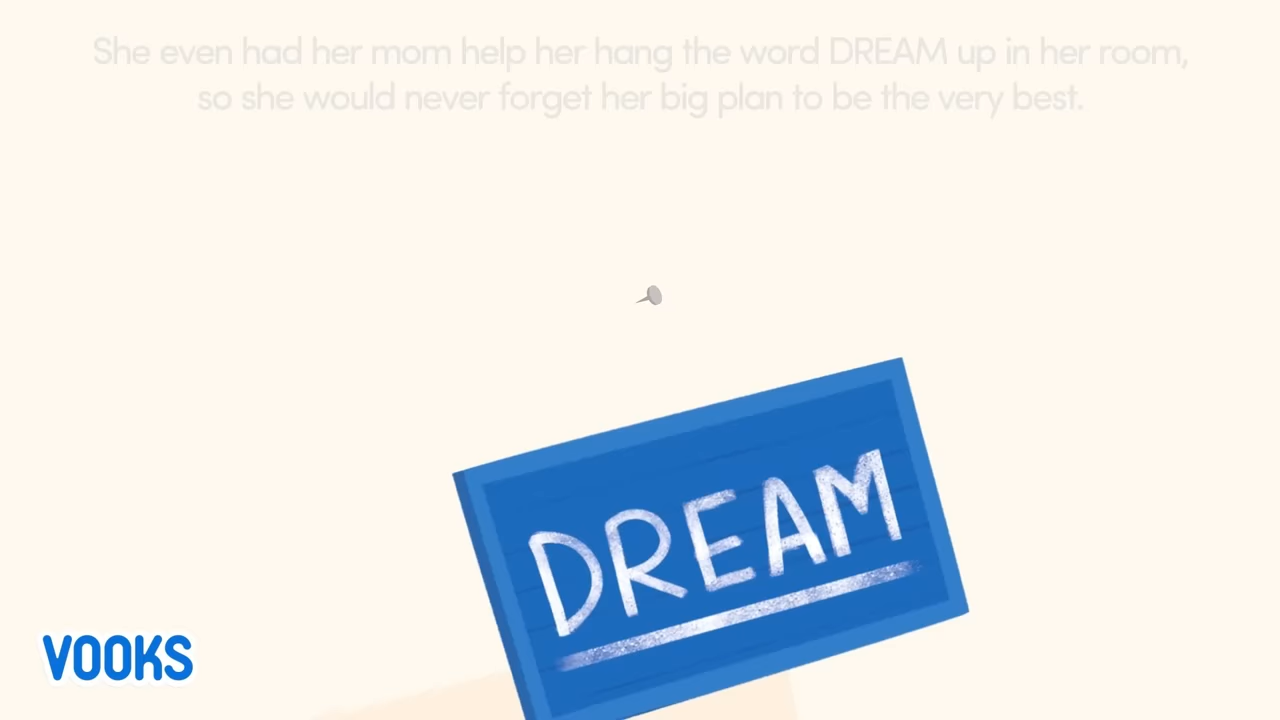 She even had her mom help her hang the word DREAM up in her room,
so she would never forget her big plan to be the very best.
DREAM
VOOKS